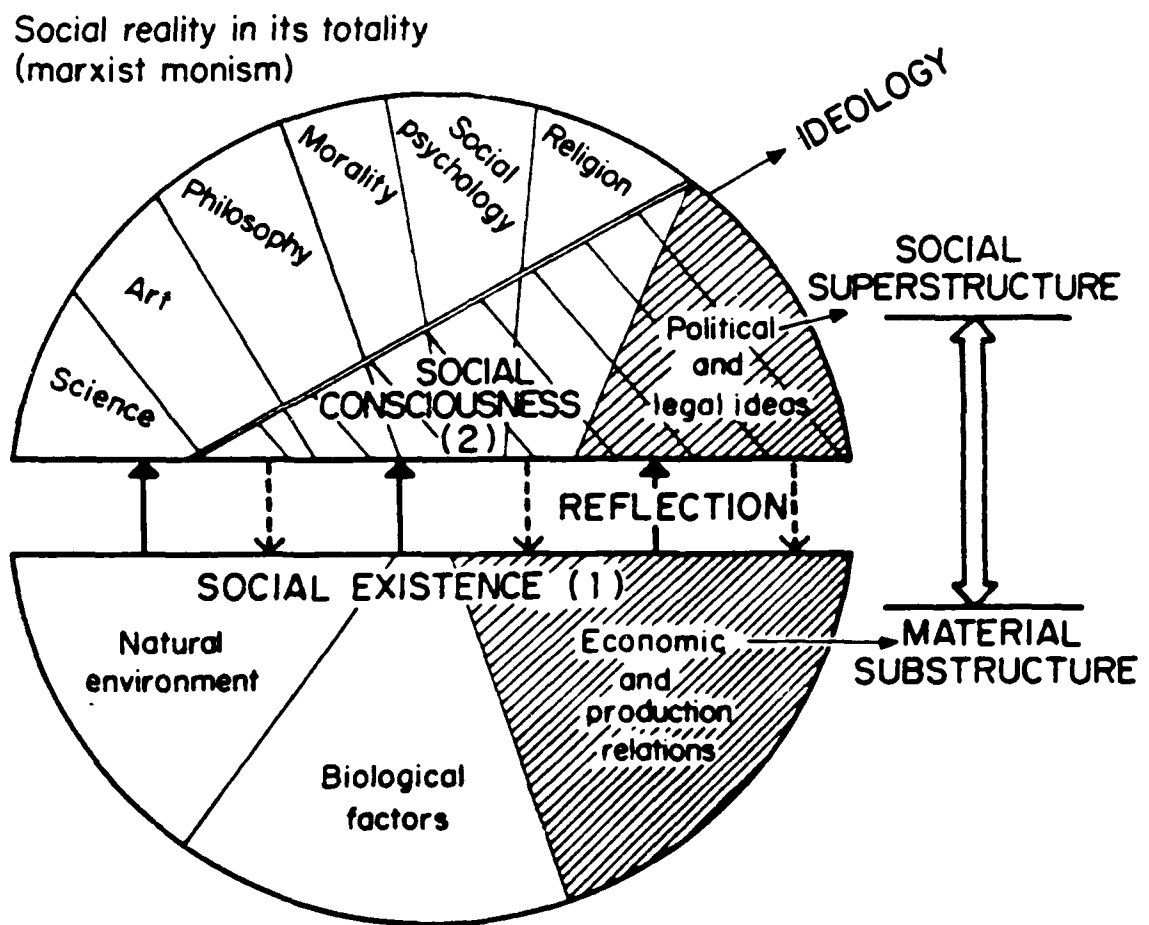 Social reality in its totality
(marxist monism)
IDEOLOGY
Science
Art
Philosophy
Morality
Social
psychology
Religion
Political
and
legal ideas
SOCIAL
CONSCIOUSNESS
(2)
SOCIAL
SUPERSTRUCTURE
REFLECTION
SOCIAL EXISTENCE (1)
Natural
environment
Biological
factors
Economic
and
production
relations
MATERIAL
SUBSTRUCTURE